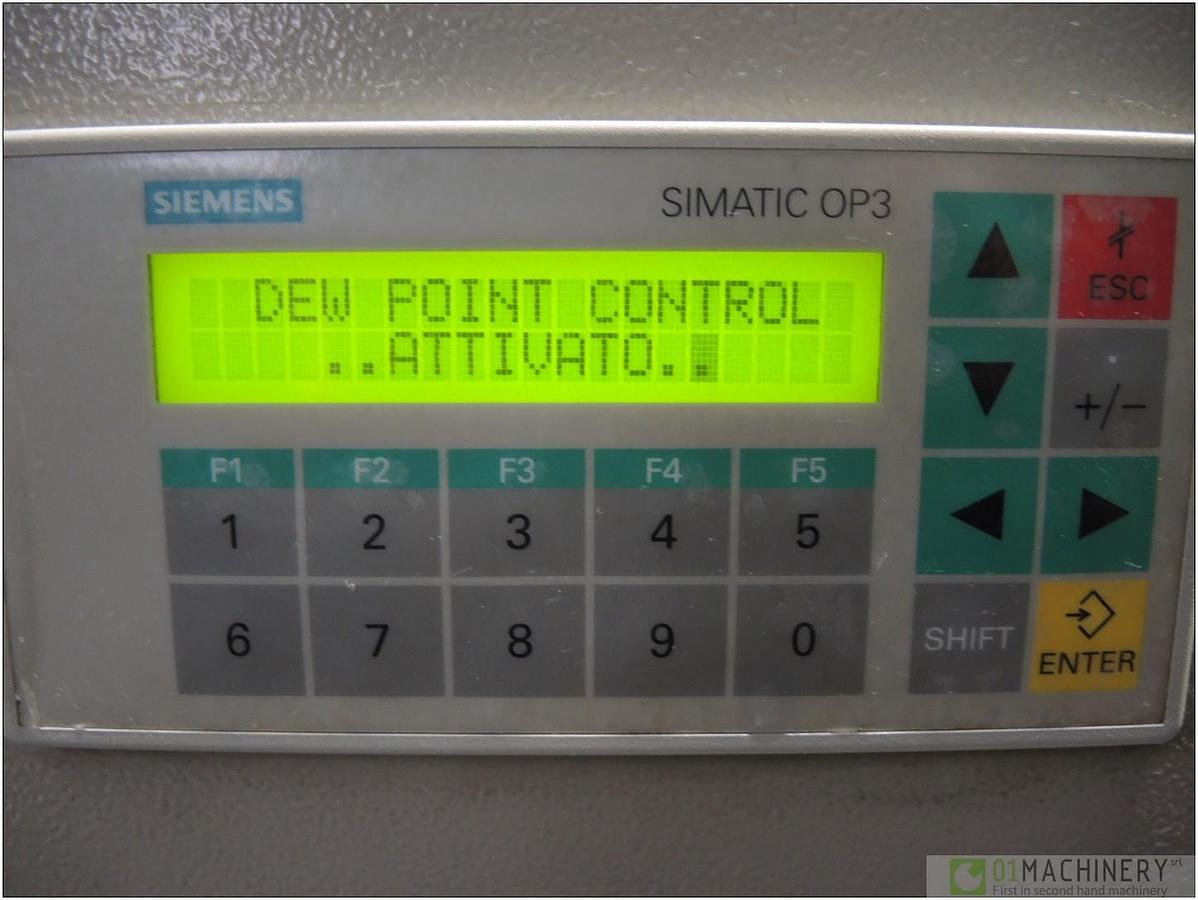 SIEMENS
SIMATIC OP3
DEW POINT CONTROL
..ATTIVATO..
ESC
+/−
F1 F2 F3 F4 F5
1 2 3 4 5
6 7 8 9 0
SHIFT
ENTER
01MACHINERY srl
First in second hand machinery